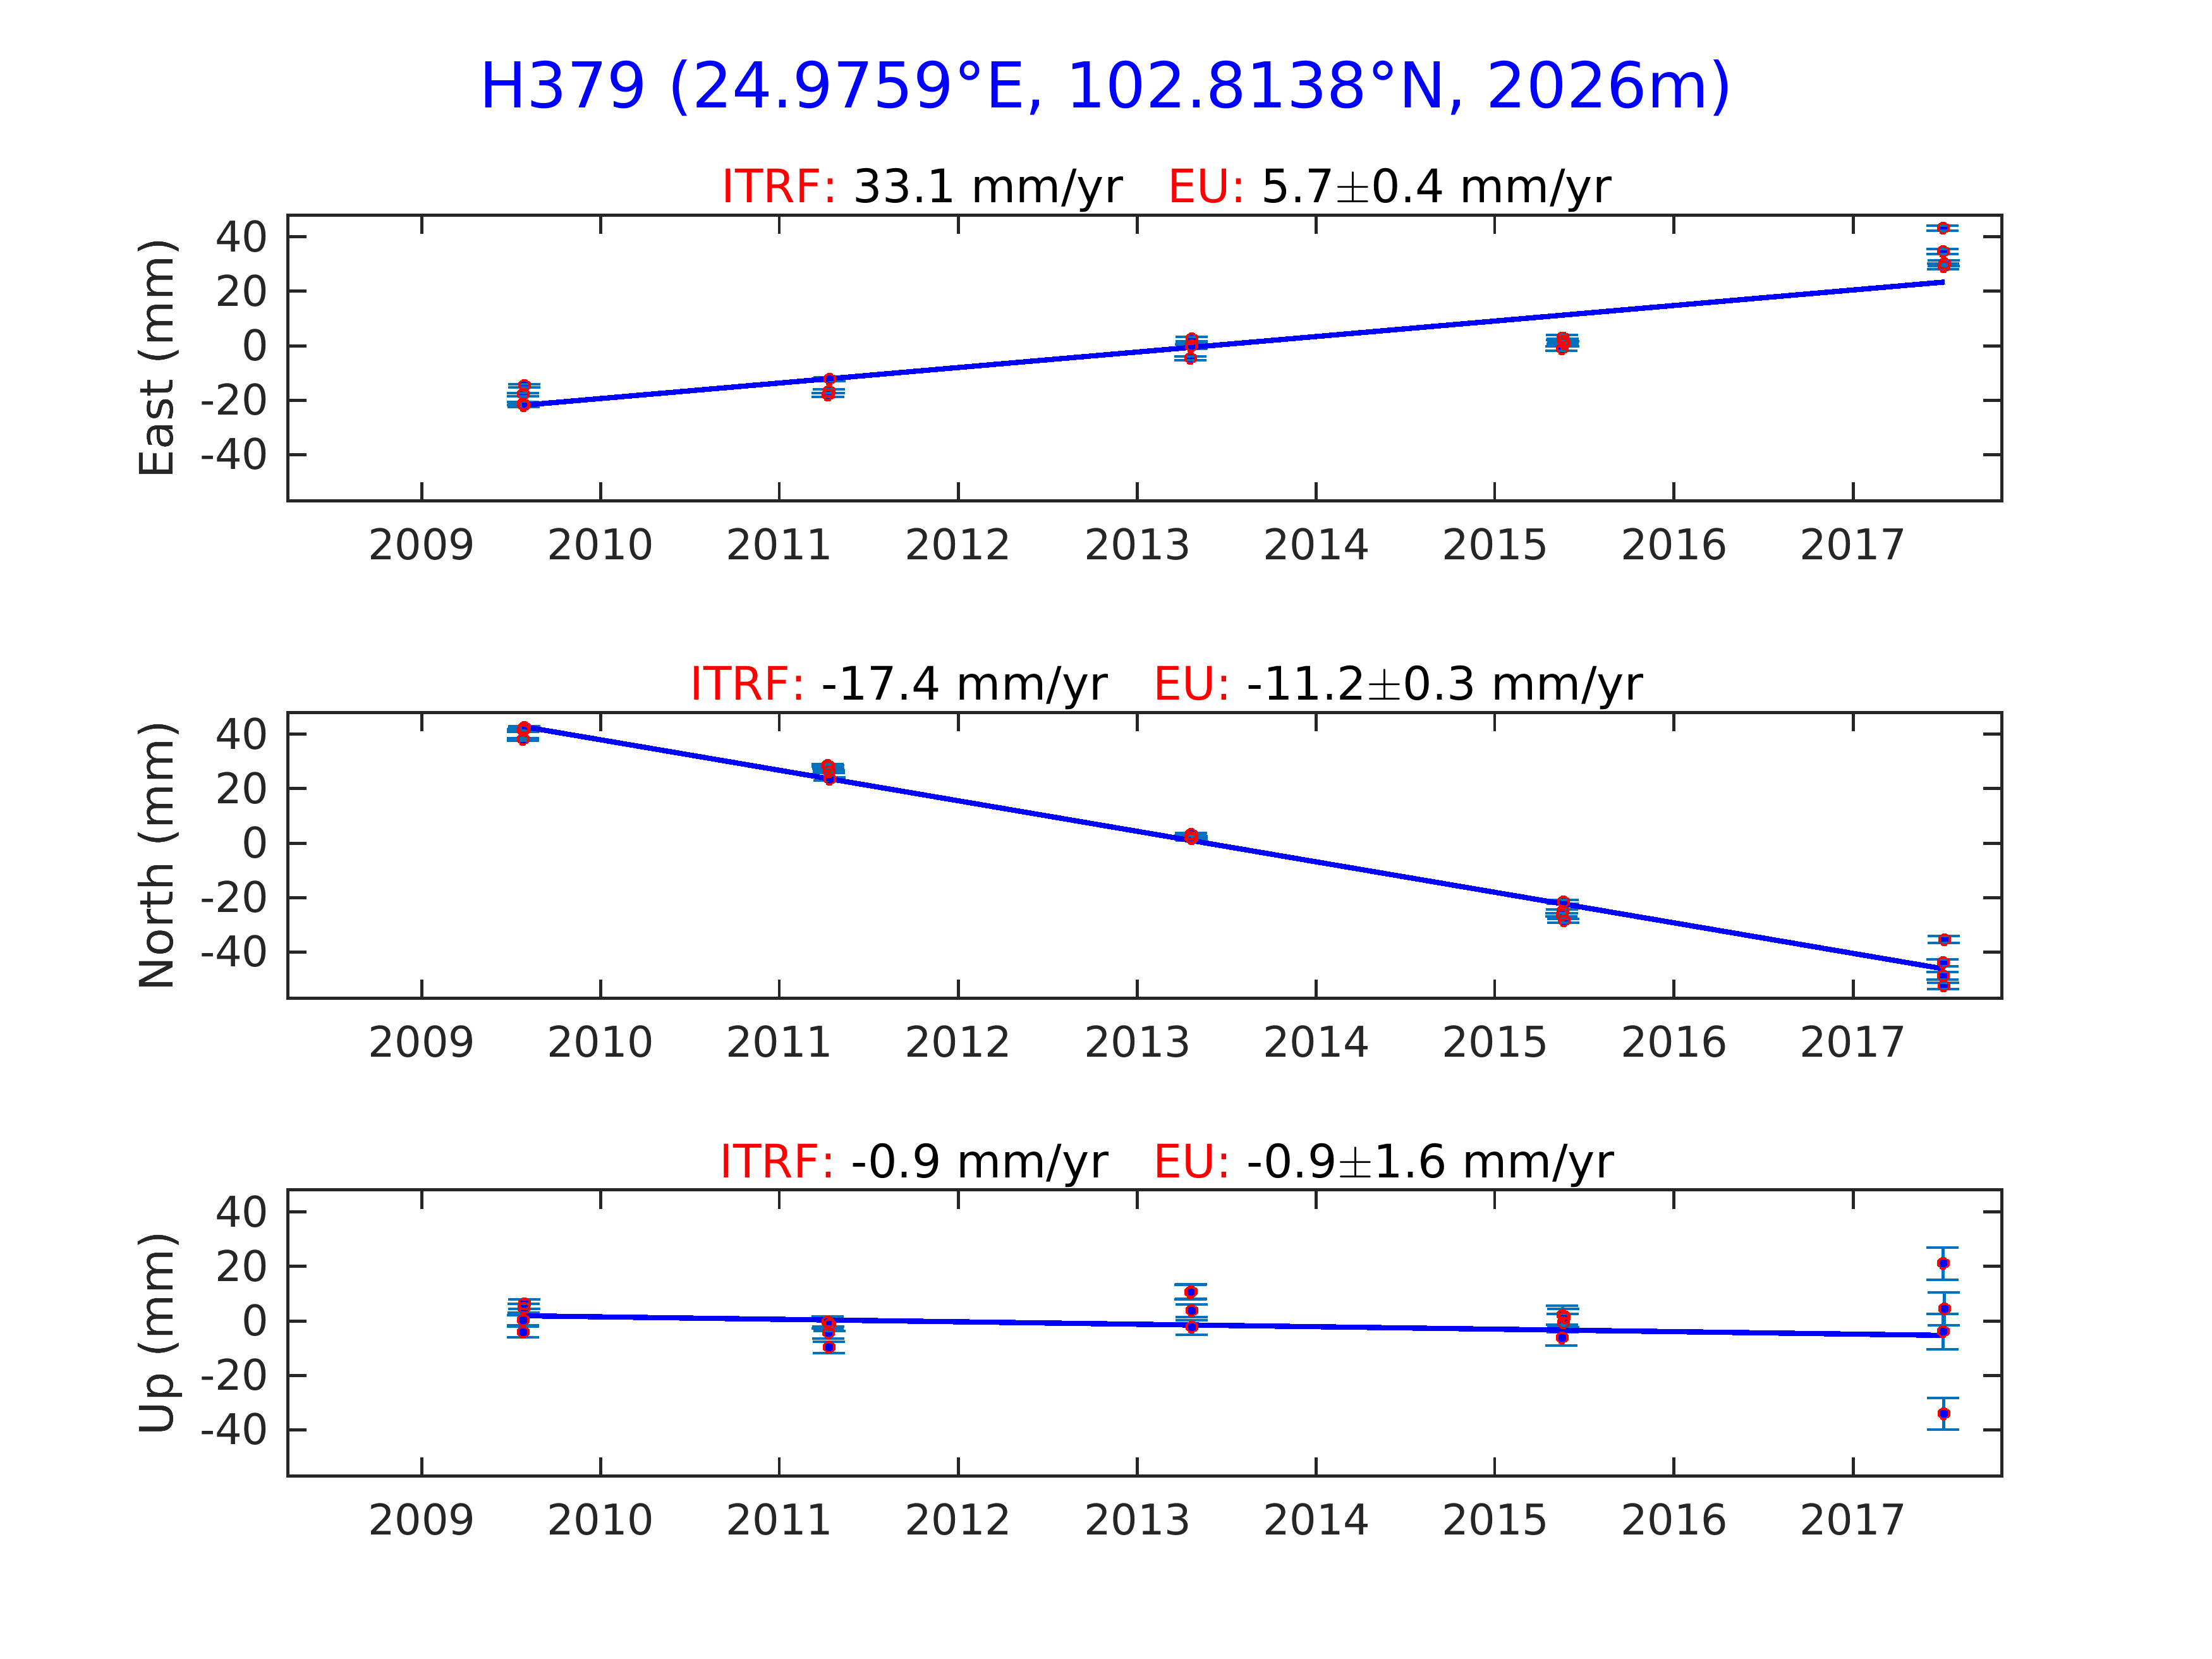 H379 (24.9759°E, 102.8138°N, 2026m)
ITRF: 33.1 mm/yr EU: 5.7±0.4 mm/yr
East (mm)
40
20
0
-20
-40
2009 2010 2011 2012 2013 2014 2015 2016 2017
ITRF: -17.4 mm/yr EU: -11.2±0.3 mm/yr
North (mm)
40
20
0
-20
-40
2009 2010 2011 2012 2013 2014 2015 2016 2017
ITRF: -0.9 mm/yr EU: -0.9±1.6 mm/yr
Up (mm)
40
20
0
-20
-40
2009 2010 2011 2012 2013 2014 2015 2016 2017